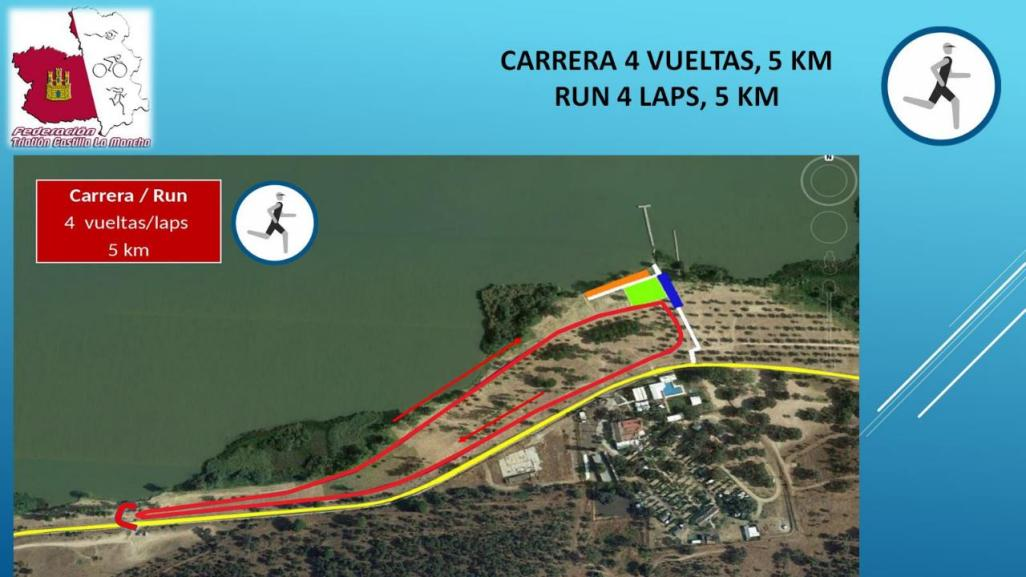 Federación
Triatlón Castilla La Mancha
CARRERA 4 VUELTAS, 5 KM
RUN 4 LAPS, 5 KM
N
Carrera / Run
4 vueltas/laps
5 km